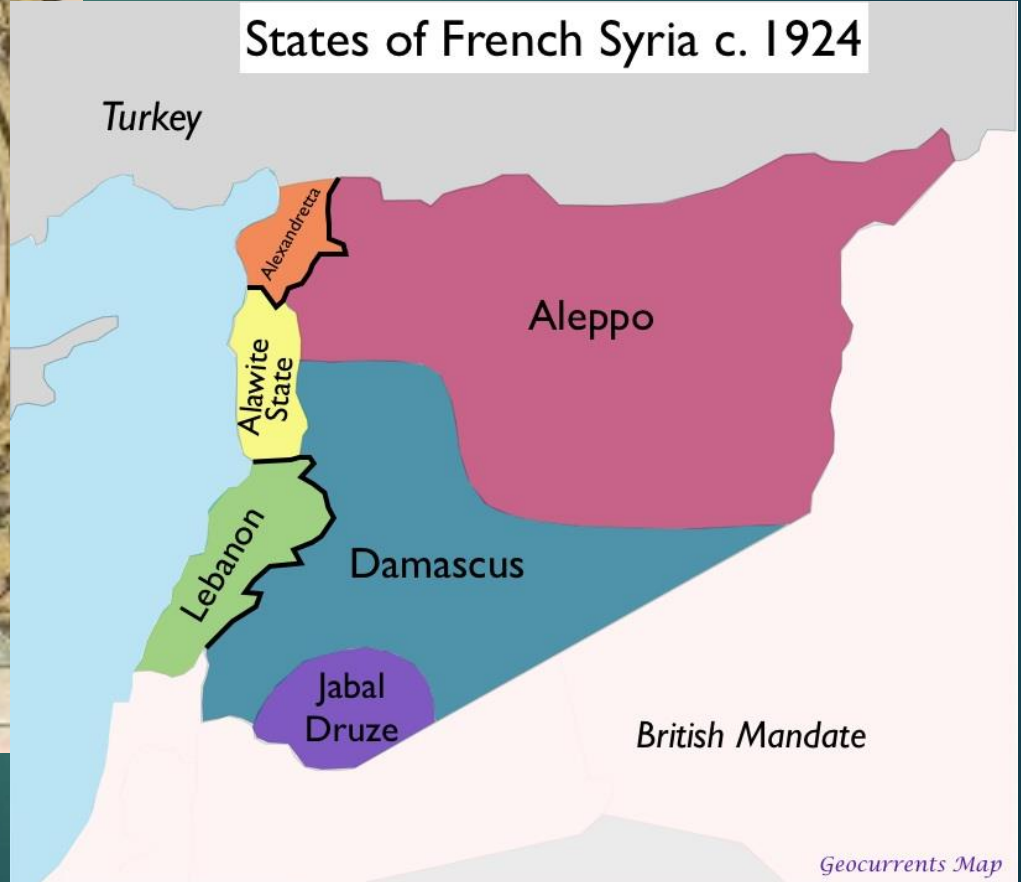 States of French Syria c. 1924
Turkey
Alexandretta
Aleppo
Alawite
State
Lebanon
Damascus
Jabal
Druze
British Mandate
Geocurrents Map